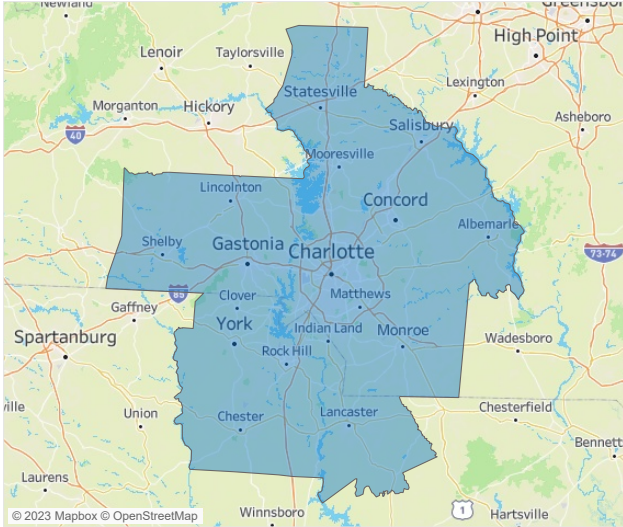 Newland
Greensboro
High Point
Lenoir
Taylorsville
Statesville
Lexington
Morganton
Hickory
Asheboro
40
Salisbury
Mooresville
Lincolnton
Concord
Albemarle
Shelby
Gastonia
Charlotte
73-74
85
Clover
Matthews
Gaffney
York
Indian Land
Monroe
Spartanburg
Wadesboro
Rock Hill
ville
Union
Chester
Lancaster
Chesterfield
Bennett
Laurens
1
Winnsboro
Hartsville
© 2023 Mapbox © OpenStreetMap